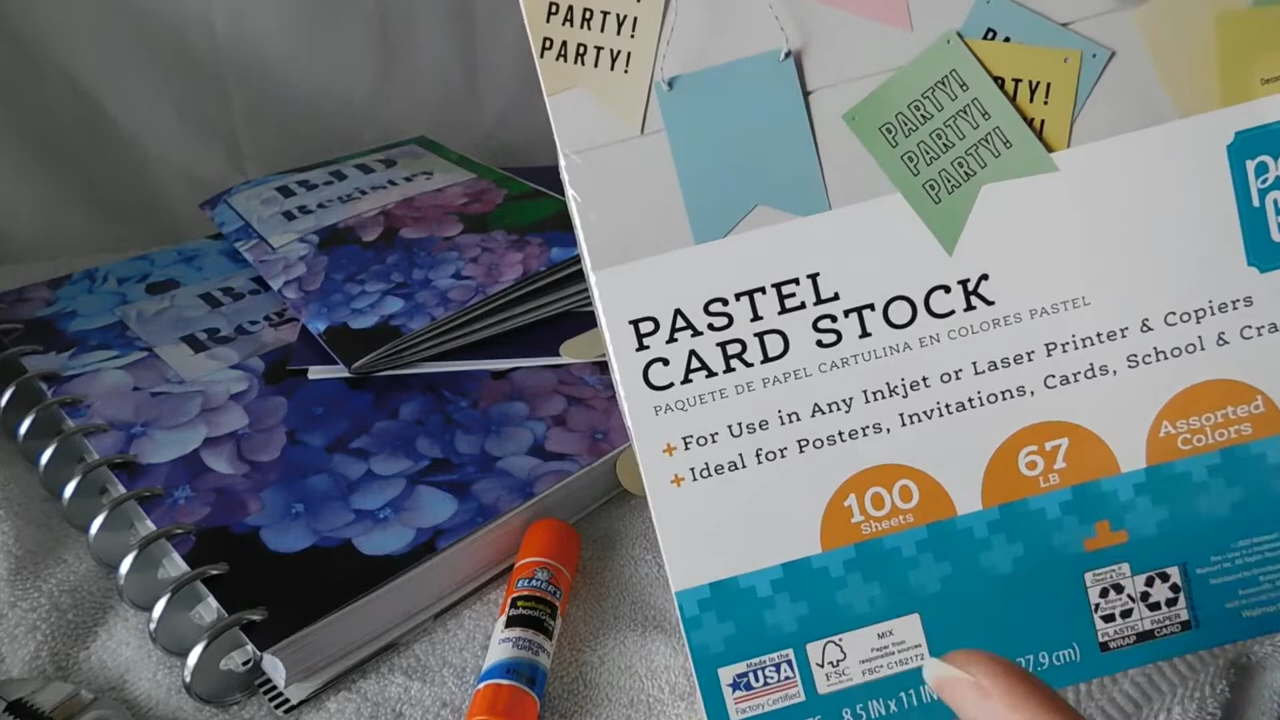 PARTY!
PARTY!
PARTY!
PARTY!
PARTY!
PARTY!
BJD
Registry
PASTEL
CARD STOCK
PAQUETE DE PAPEL CARTULINA EN COLORES PASTEL
+For Use in Any Inkjet or Laser Printer & Copiers
+Ideal for Posters, Invitations, Cards, School & Cra
100
Sheets
67
LB
Assorted
Colors
ELMER'S
Washable
School Glue
DISAPPEARING
PURPLE
Made in the
USA
Factory Certified
FSC
MIX
Paper from
responsible sources
FSC® C152172
PLASTIC
WRAP
PAPER
CARD
8.5 IN x 11 IN
27.9 cm)